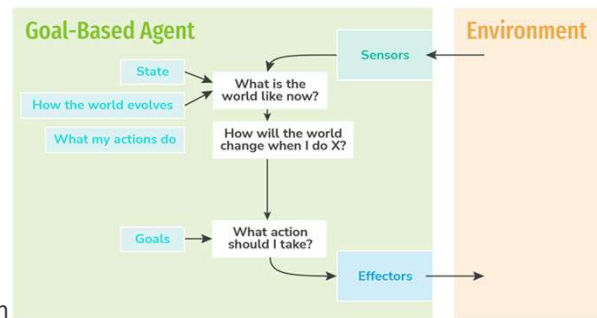 Goal-Based Agent
Environment
Sensors
State
What is the
world like now?
How the world evolves
What my actions do
How will the world
change when I do X?
Goals
What action
should I take?
Effectors